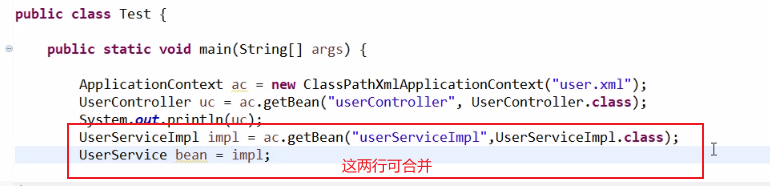 public class Test {
public static void main(String[] args) {
ApplicationContext ac = new ClassPathXmlApplicationContext("user.xml");
UserController uc = ac.getBean("userController", UserController.class);
System.out.println(uc);
UserServiceImpl impl = ac.getBean("userServiceImpl",UserServiceImpl.class);
UserService bean = impl;
这两行可合并